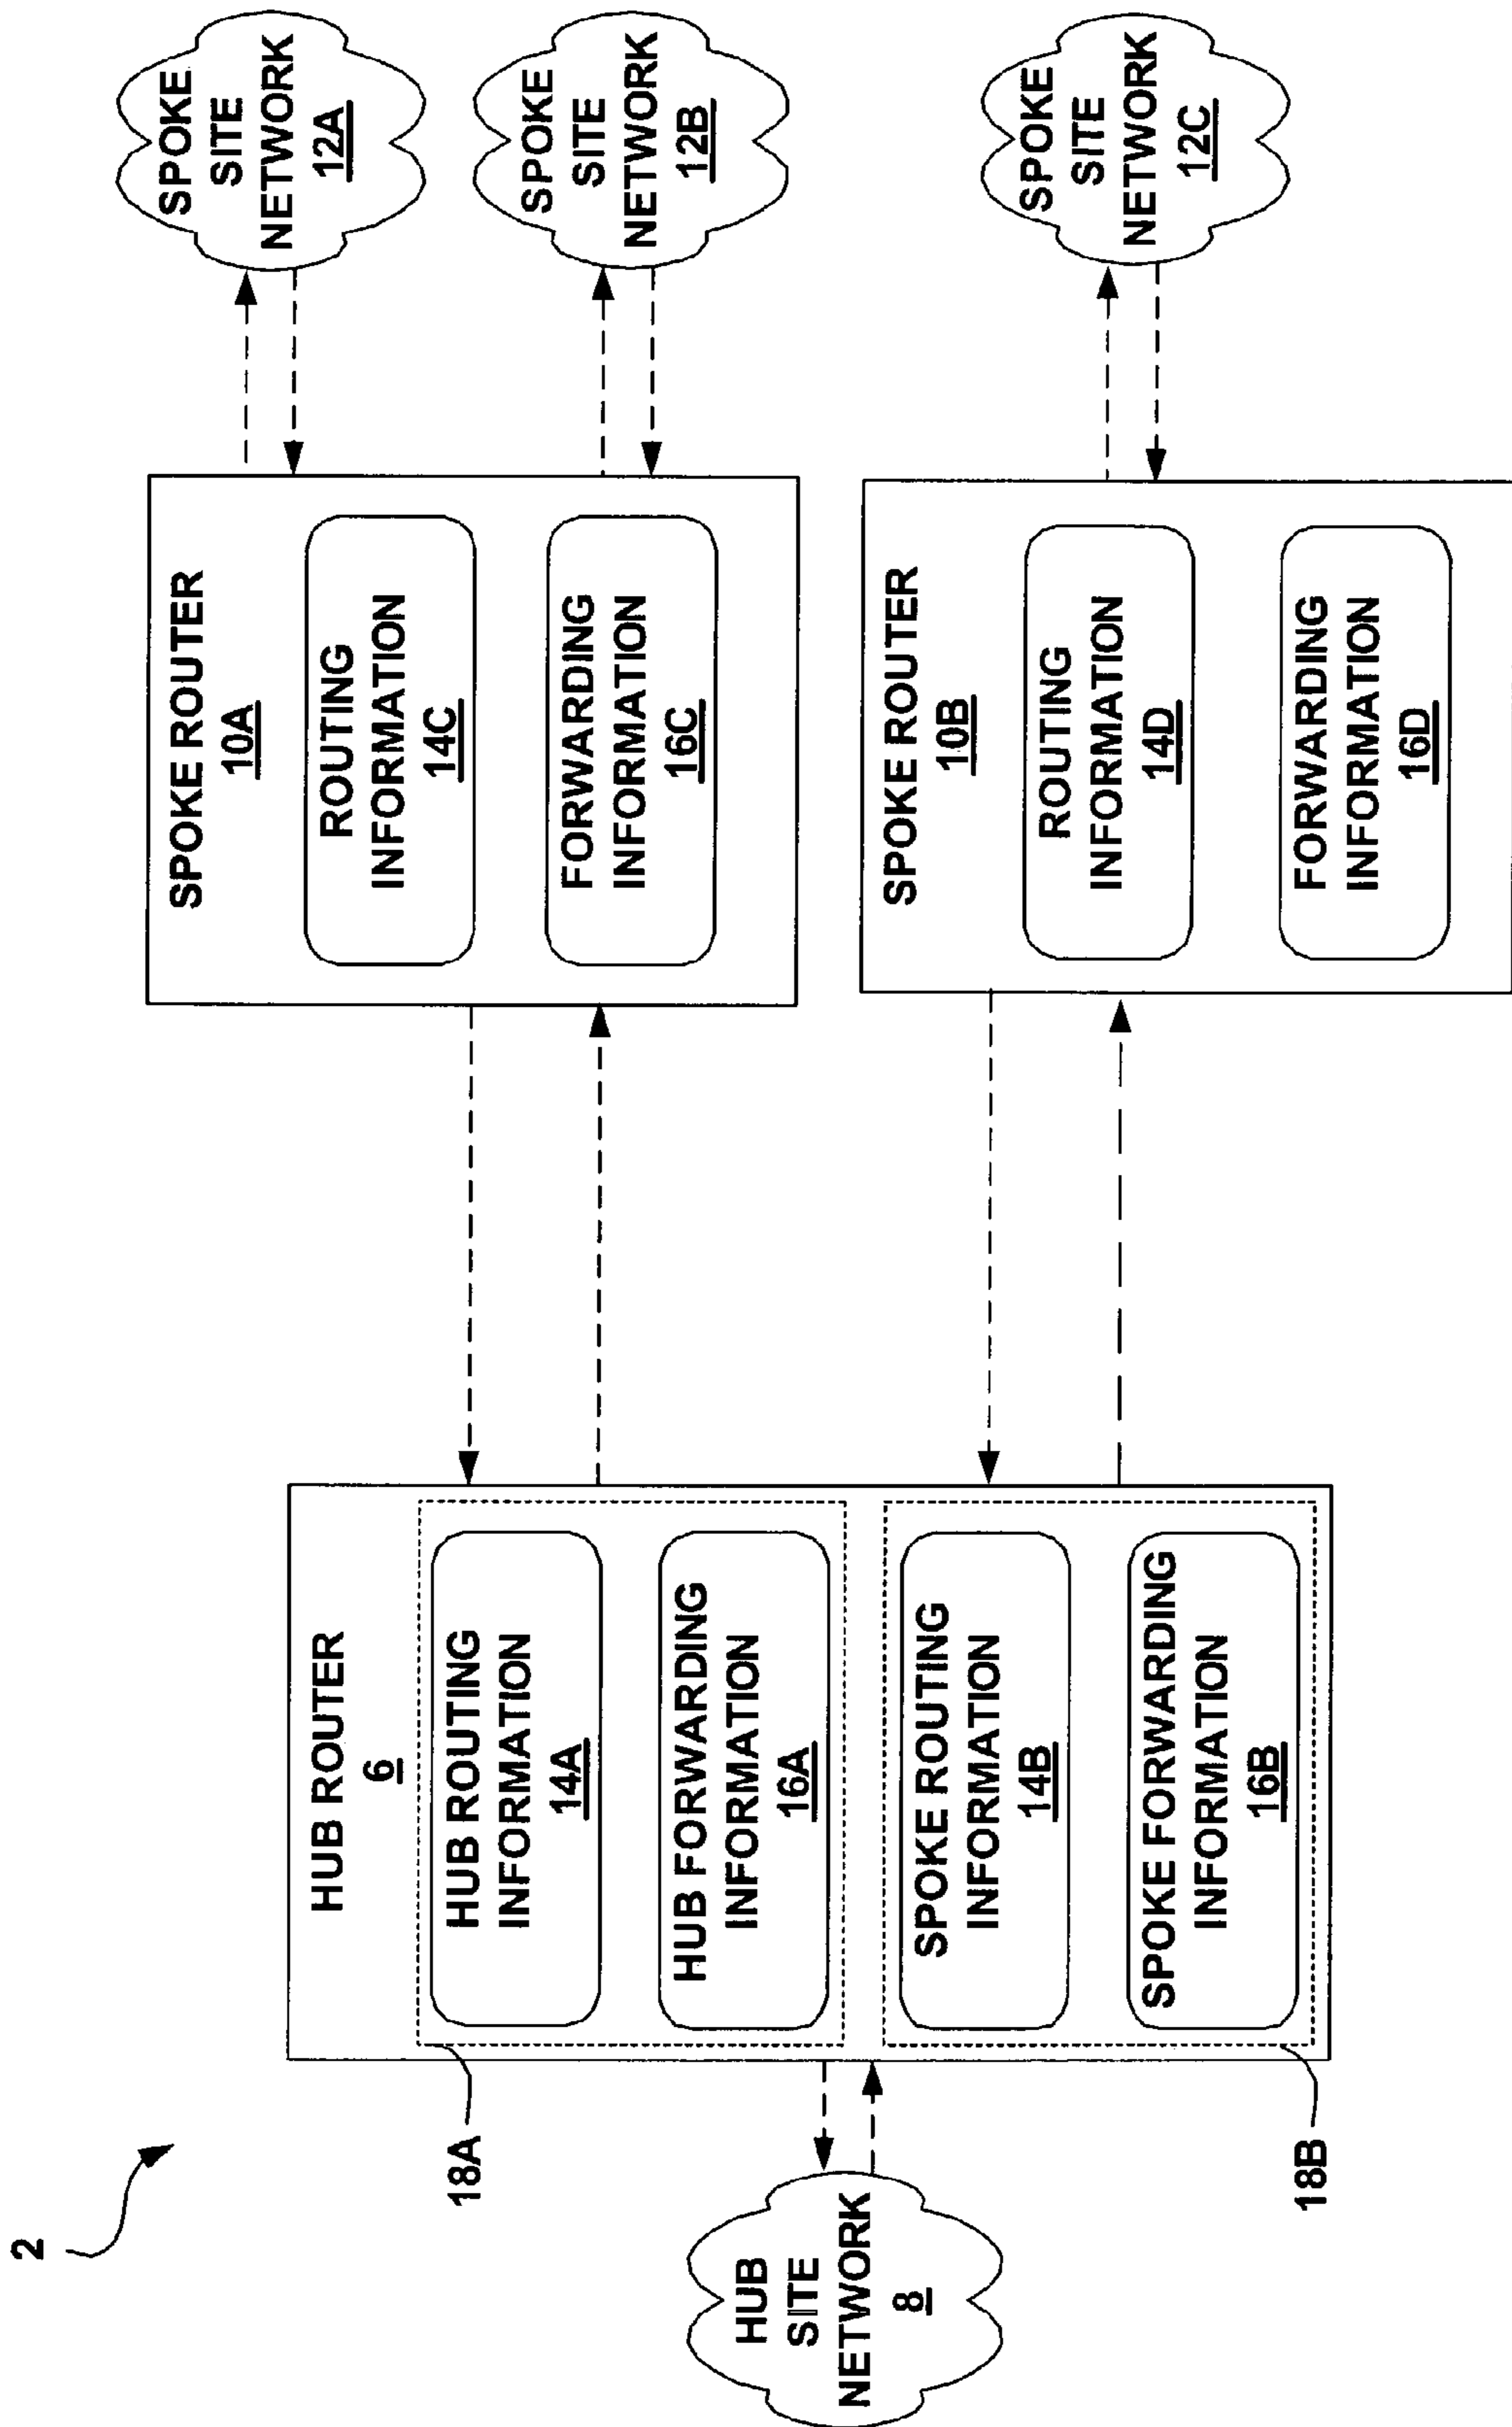 2
HUB
SITE
NETWORK
8
18A
18B
HUB ROUTER
6
HUB ROUTING
INFORMATION
14A
HUB FORWARDING
INFORMATION
16A
SPOKE ROUTING
INFORMATION
14B
SPOKE FORWARDING
INFORMATION
16B
SPOKE ROUTER
10A
ROUTING
INFORMATION
14C
FORWARDING
INFORMATION
16C
SPOKE ROUTER
10B
ROUTING
INFORMATION
14D
FORWARDING
INFORMATION
16D
SPOKE
SITE
NETWORK
12A
SPOKE
SITE
NETWORK
12B
SPOKE
SITE
NETWORK
12C